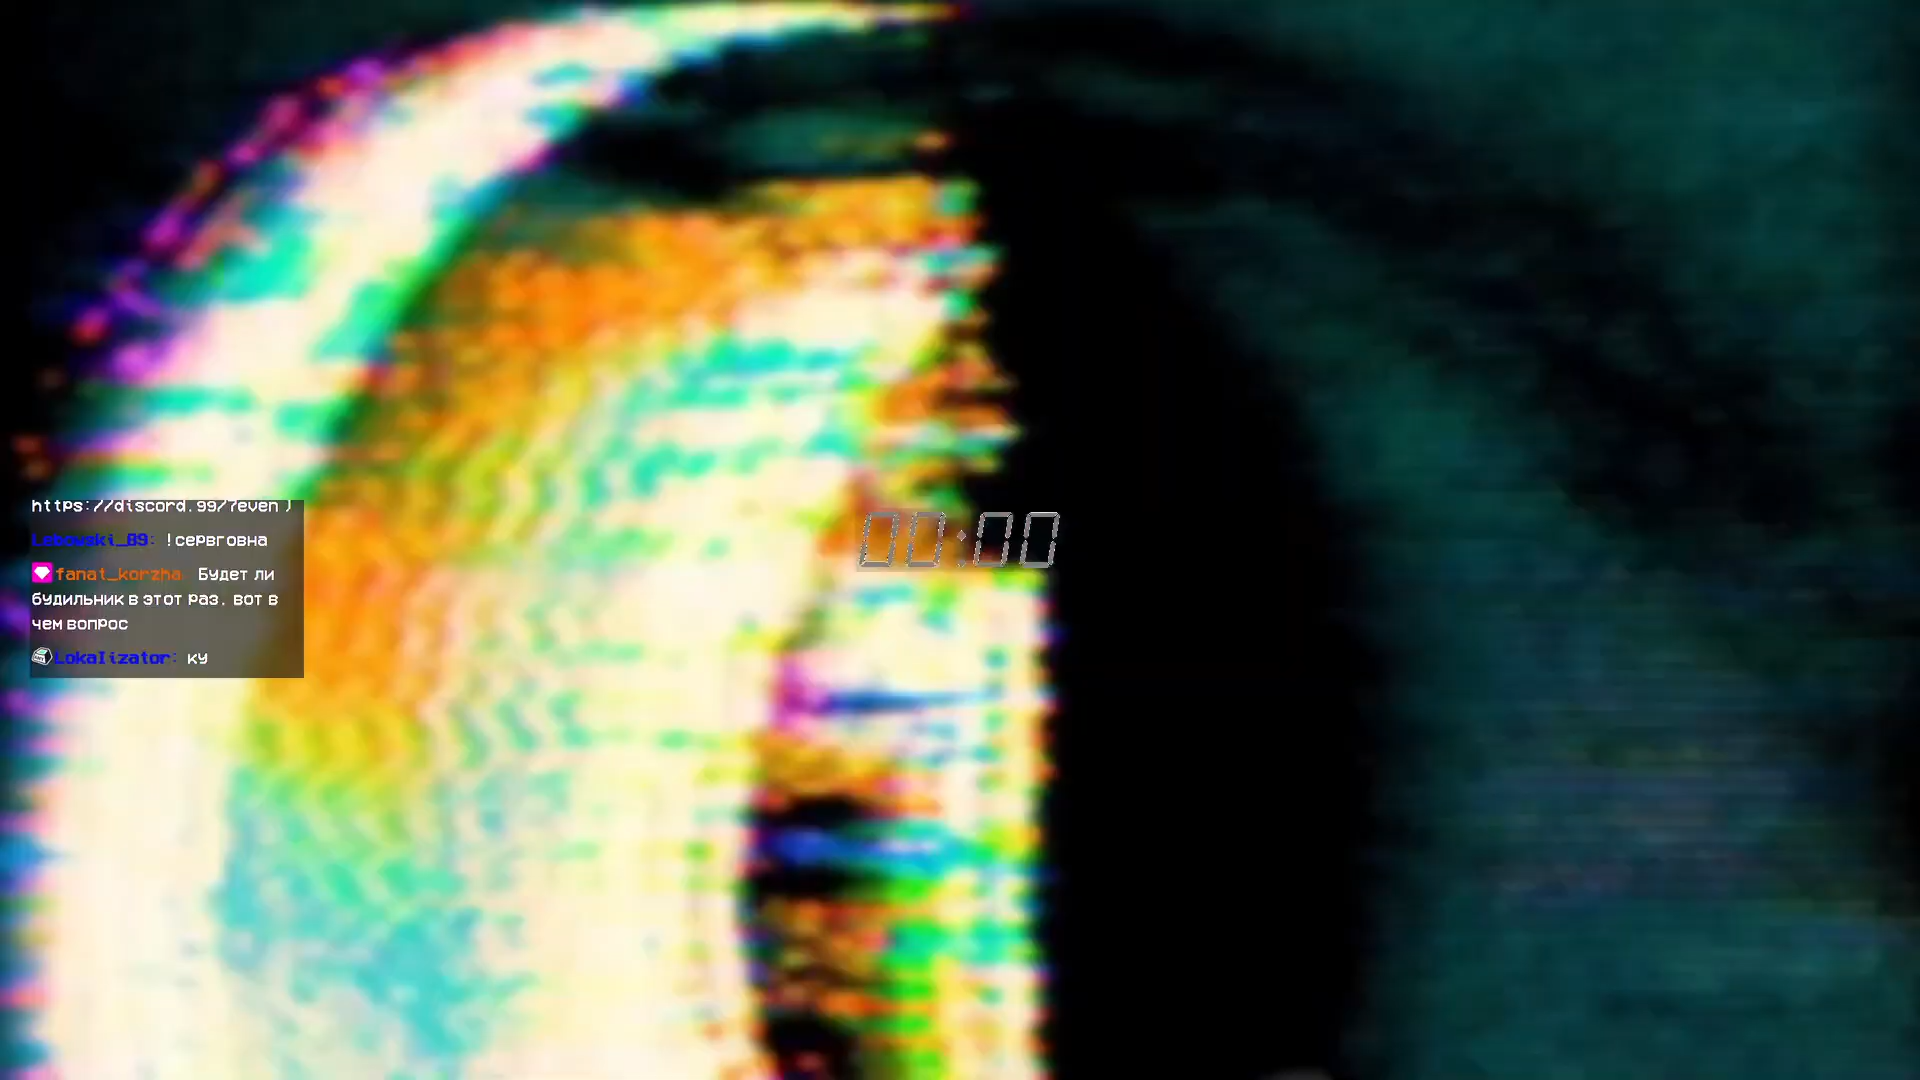 https://discord.gg/7even )
Lebowski_89: !сервговна
fanat_korzha: Будет ли
будильник в этот раз. вот в
чем вопрос
Lokalizator: ку
00:00